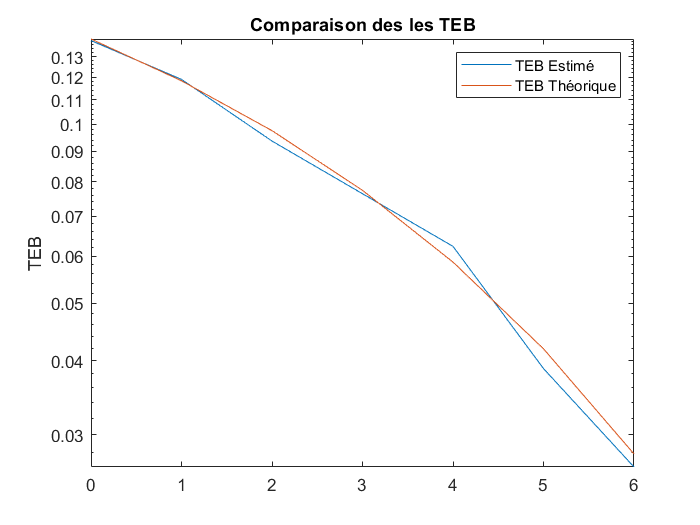 Comparaison des les TEB
TEB Estimé
TEB Théorique
TEB
0.13
0.12
0.11
0.1
0.09
0.08
0.07
0.06
0.05
0.04
0.03
0 1 2 3 4 5 6